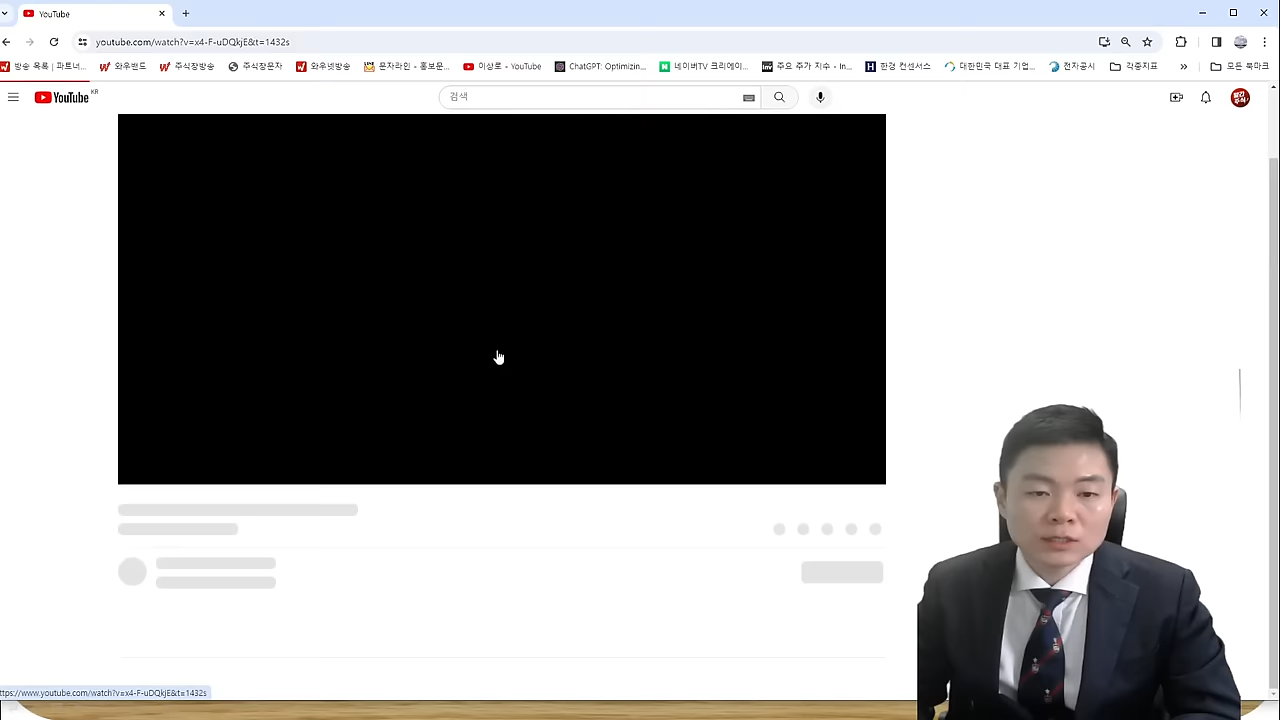 YouTube
youtube.com/watch?v=x4-F-uDQkjE&t=1432s
방송 목록 | 파트너...
와우밴드
주식창방송
주식창문자
와우넷방송
문자라인 - 홍보문...
이상로 - YouTube
ChatGPT: Optimizin...
네이버TV 크리에이...
주요 주가 지수 - In...
한경 컨센서스
대한민국 대표 기업...
전자공시
각종지표
»
모든 북마크
YouTube KR
검색
ttps://www.youtube.com/watch?v=x4-F-uDQkjE&t=1432s